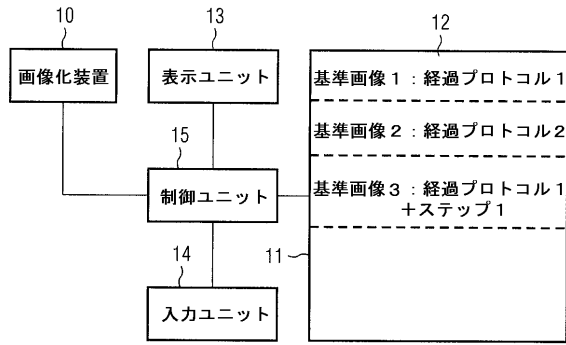 10
13
12
画像化装置
表示ユニット
基準画像1：経過プロトコル1
基準画像2：経過プロトコル2
15
制御ユニット
基準画像3：経過プロトコル1
+ステップ1
14
11
入力ユニット